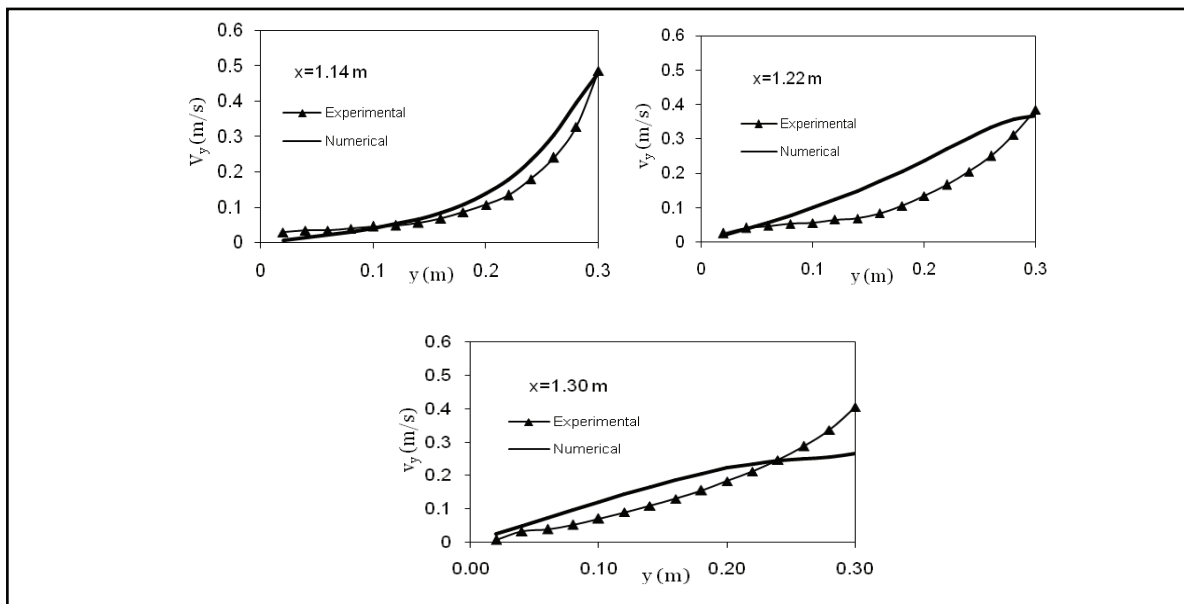 0.6
0.5
0.4
0.3
0.2
0.1
0
V_y (m/s)
x=1.14 m
Experimental
Numerical
0 0.1 0.2 0.3
y (m)
0.6
0.5
0.4
0.3
0.2
0.1
0
v_y (m/s)
x=1.22 m
Experimental
Numerical
0 0.1 0.2 0.3
y (m)
0.6
0.5
0.4
0.3
0.2
0.1
0
v_y (m/s)
x=1.30 m
Experimental
Numerical
0.00 0.10 0.20 0.30
y (m)